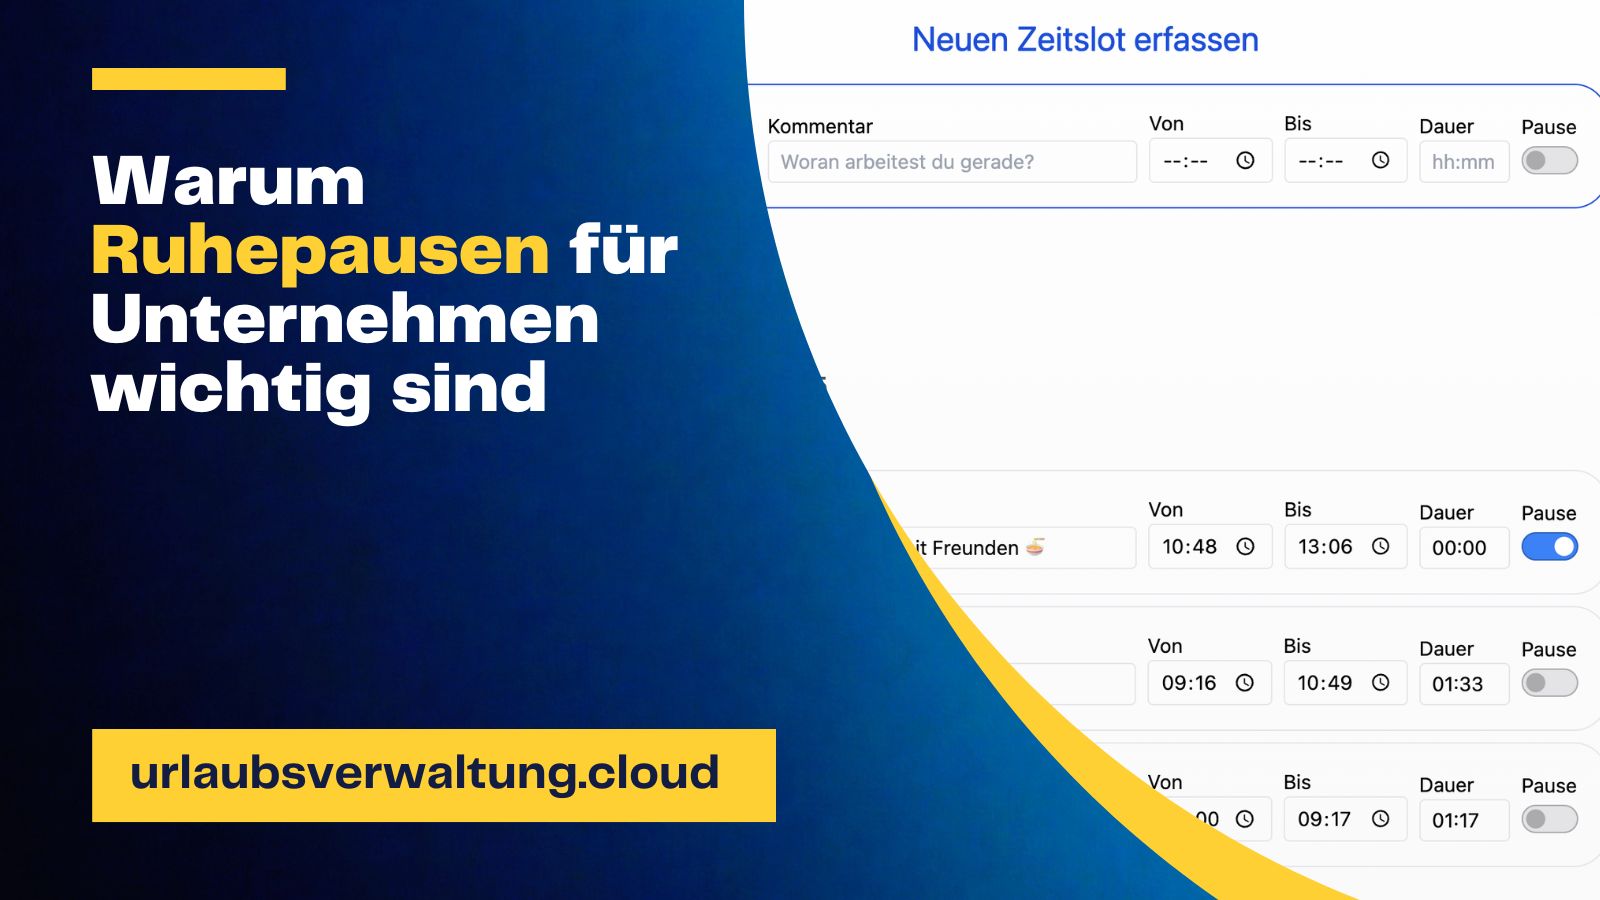 Warum
Ruhepausen für
Unternehmen
wichtig sind
urlaubsverwaltung.cloud
Neuen Zeitslot erfassen
Kommentar Von Bis Dauer Pause
Woran arbeitest du gerade? --:-- --:-- hh:mm
Von Bis Dauer Pause
it Freunden 🍜 10:48 13:06 00:00
Von Bis Dauer Pause
09:16 10:49 01:33
Von Bis Dauer Pause
00 09:17 01:17